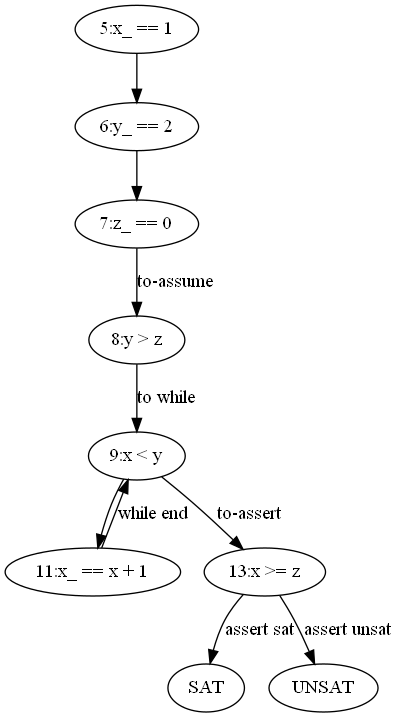 5:x_ == 1
6:y_ == 2
7:z_ == 0
to-assume
8:y > z
to while
9:x < y
while end
to-assert
11:x_ == x + 1
13:x >= z
assert sat
assert unsat
SAT
UNSAT